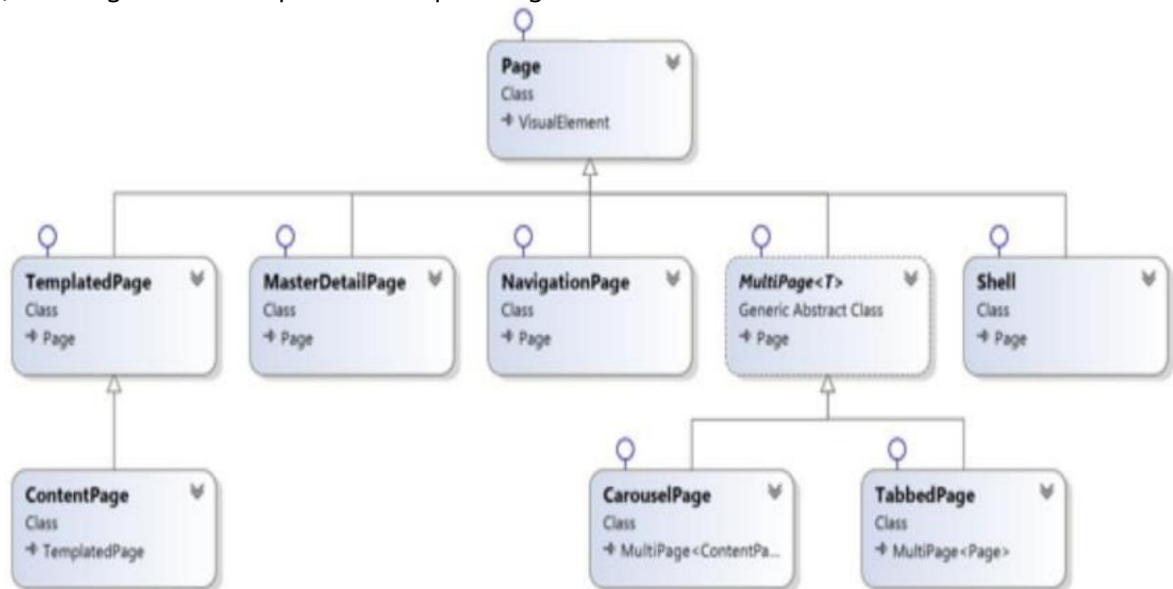 Page
Class
VisualElement
TemplatedPage
Class
Page
MasterDetailPage
Class
Page
NavigationPage
Class
Page
MultiPage<T>
Generic Abstract Class
Page
Shell
Class
Page
ContentPage
Class
TemplatedPage
CarouselPage
Class
MultiPage<ContentPa...
TabbedPage
Class
MultiPage<Page>